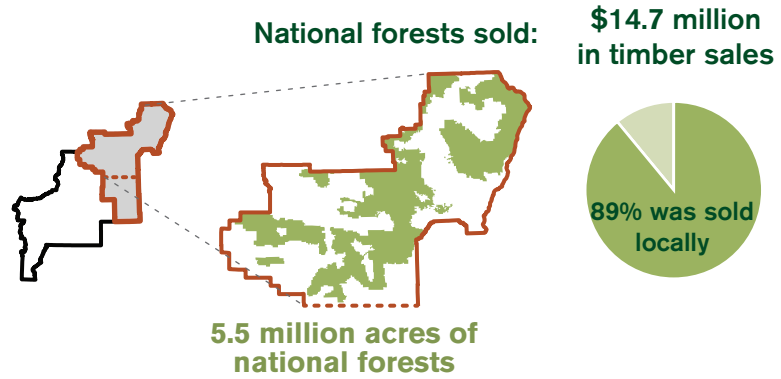 National forests sold:
$14.7 million
in timber sales
89% was sold
locally
5.5 million acres of
national forests